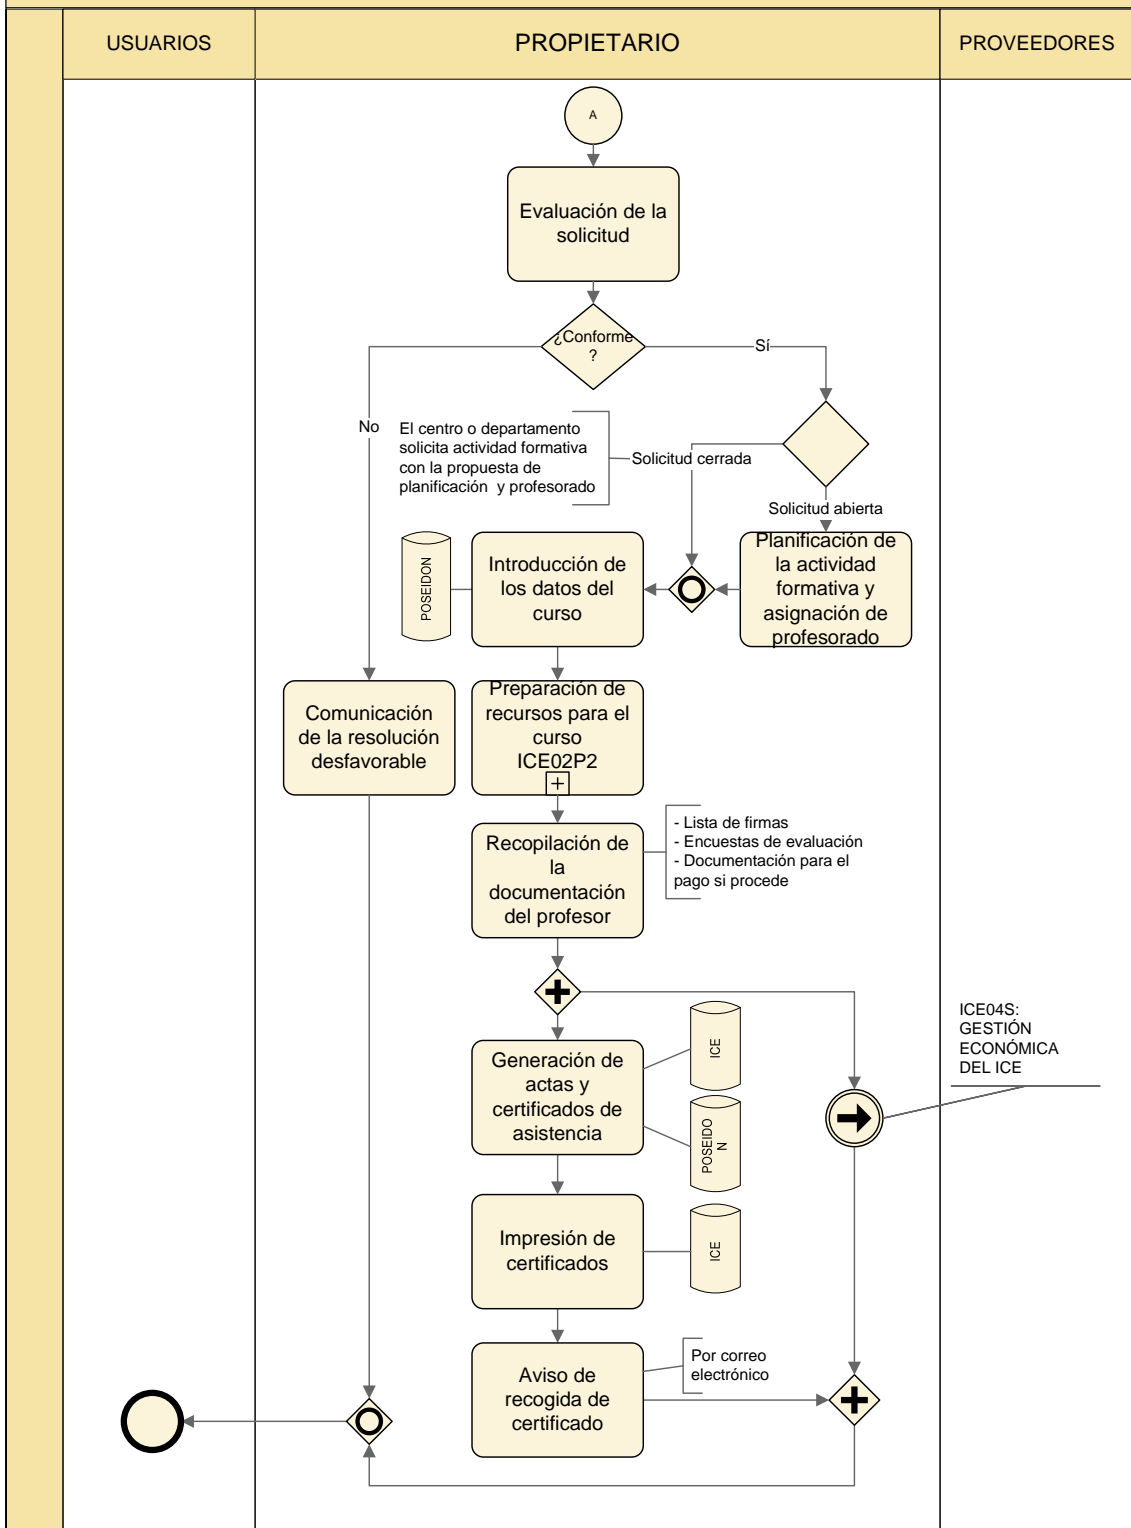 USUARIOS
PROPIETARIO
PROVEEDORES
A
Evaluación de la
solicitud
¿Conforme
?
Sí
No
El centro o departamento
solicita actividad formativa
con la propuesta de
planificación y profesorado
Solicitud cerrada
Solicitud abierta
POSEIDON
Introducción de
los datos del
curso
Planificación de
la actividad
formativa y
asignación de
profesorado
Comunicación
de la resolución
desfavorable
Preparación de
recursos para el
curso
ICE02P2
Recopilación de
la
documentación
del profesor
- Lista de firmas
- Encuestas de evaluación
- Documentación para el
pago si procede
ICE04S:
GESTIÓN
ECONÓMICA
DEL ICE
Generación de
actas y
certificados de
asistencia
ICE
POSEIDO
N
Impresión de
certificados
ICE
Aviso de
recogida de
certificado
Por correo
electrónico